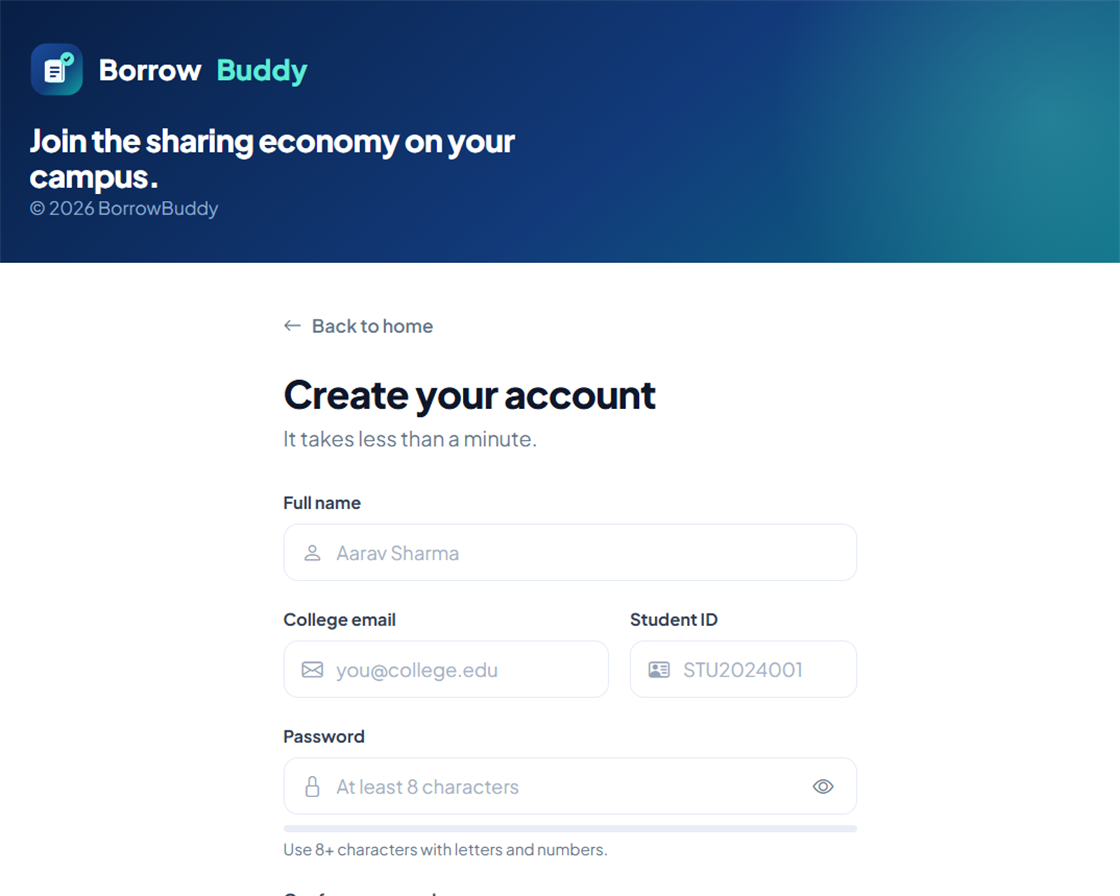 Borrow Buddy
Join the sharing economy on your
campus.
© 2026 BorrowBuddy
← Back to home
Create your account
It takes less than a minute.
Full name
Aarav Sharma
College email
Student ID
you@college.edu
STU2024001
Password
At least 8 characters
Use 8+ characters with letters and numbers.